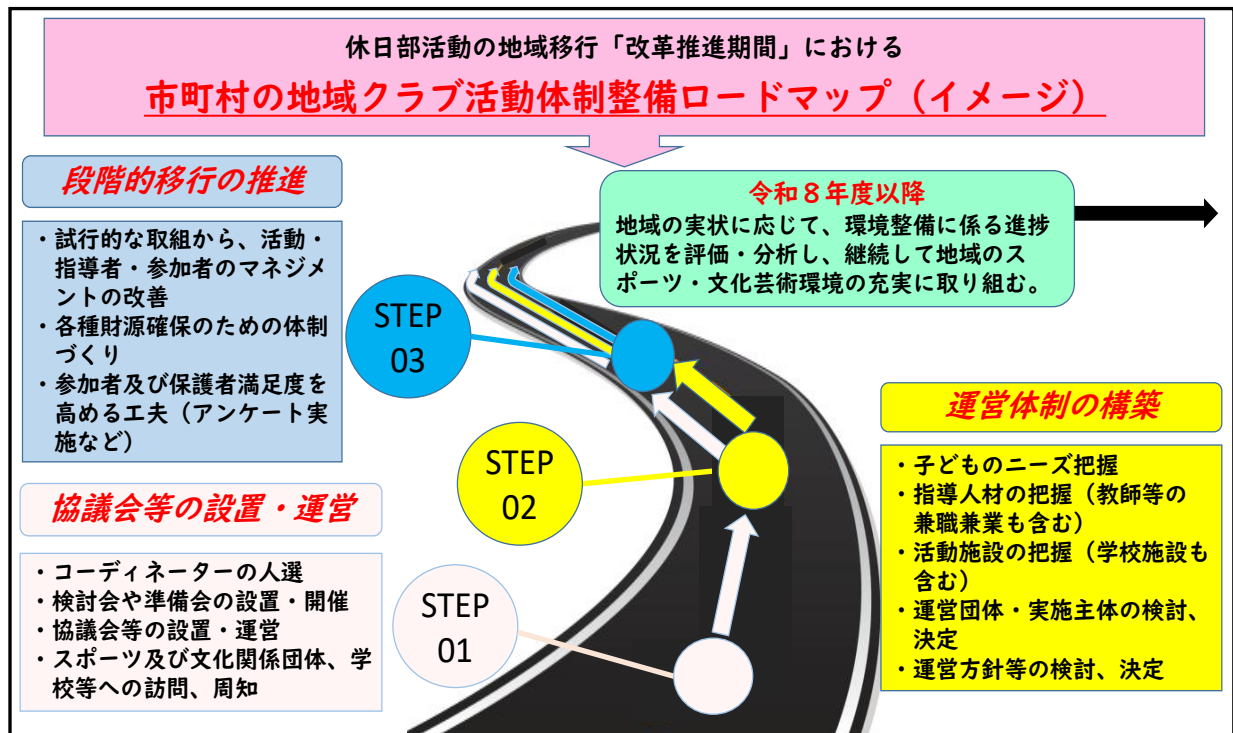 休日部活動の地域移行「改革推進期間」における
市町村の地域クラブ活動体制整備ロードマップ（イメージ）
段階的移行の推進
・試行的な取組から、活動・
指導者・参加者のマネジメ
ントの改善
・各種財源確保のための体制
づくり
・参加者及び保護者満足度を
高める工夫（アンケート実
施など）
令和８年度以降
地域の実状に応じて、環境整備に係る進捗
状況を評価・分析し、継続して地域のス
ポーツ・文化芸術環境の充実に取り組む。
STEP
03
STEP
02
STEP
01
運営体制の構築
・子どものニーズ把握
・指導人材の把握（教師等の
兼職兼業も含む）
・活動施設の把握（学校施設も
含む）
・運営団体・実施主体の検討、
決定
・運営方針等の検討、決定
協議会等の設置・運営
・コーディネーターの人選
・検討会や準備会の設置・開催
・協議会等の設置・運営
・スポーツ及び文化関係団体、学
校等への訪問、周知